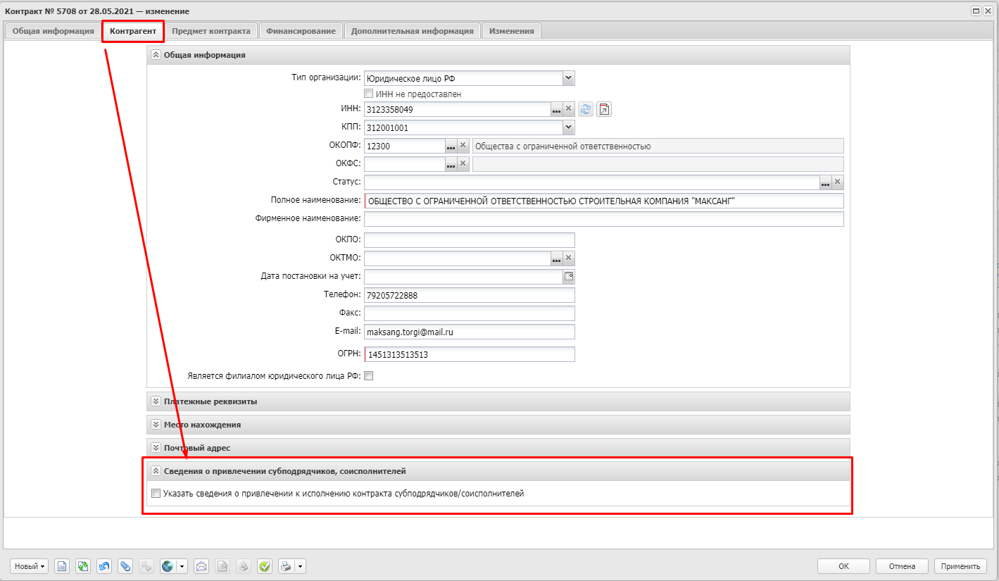 Контракт № 5708 от 28.05.2021 — изменение
Общая информация Контрагент Предмет контракта Финансирование Дополнительная информация Изменения
Общая информация
Тип организации: Юридическое лицо РФ
ИНН не предоставлен
ИНН: 3123358049
КПП: 312001001
ОКОПФ: 12300 Общества с ограниченной ответственностью
ОКФС:
Статус:
Полное наименование: ОБЩЕСТВО С ОГРАНИЧЕННОЙ ОТВЕТСТВЕННОСТЬЮ СТРОИТЕЛЬНАЯ КОМПАНИЯ "МАКСАНГ"
Фирменное наименование:
ОКПО:
ОКТМО:
Дата постановки на учет:
Телефон: 79205722888
Факс:
E-mail: maksang.torgi@mail.ru
ОГРН: 1451313513513
Является филиалом юридического лица РФ:
Платежные реквизиты
Место нахождения
Почтовый адрес
Сведения о привлечении субподрядчиков, соисполнителей
Указать сведения о привлечении к исполнению контракта субподрядчиков/соисполнителей
Новый ОК Отмена Применить